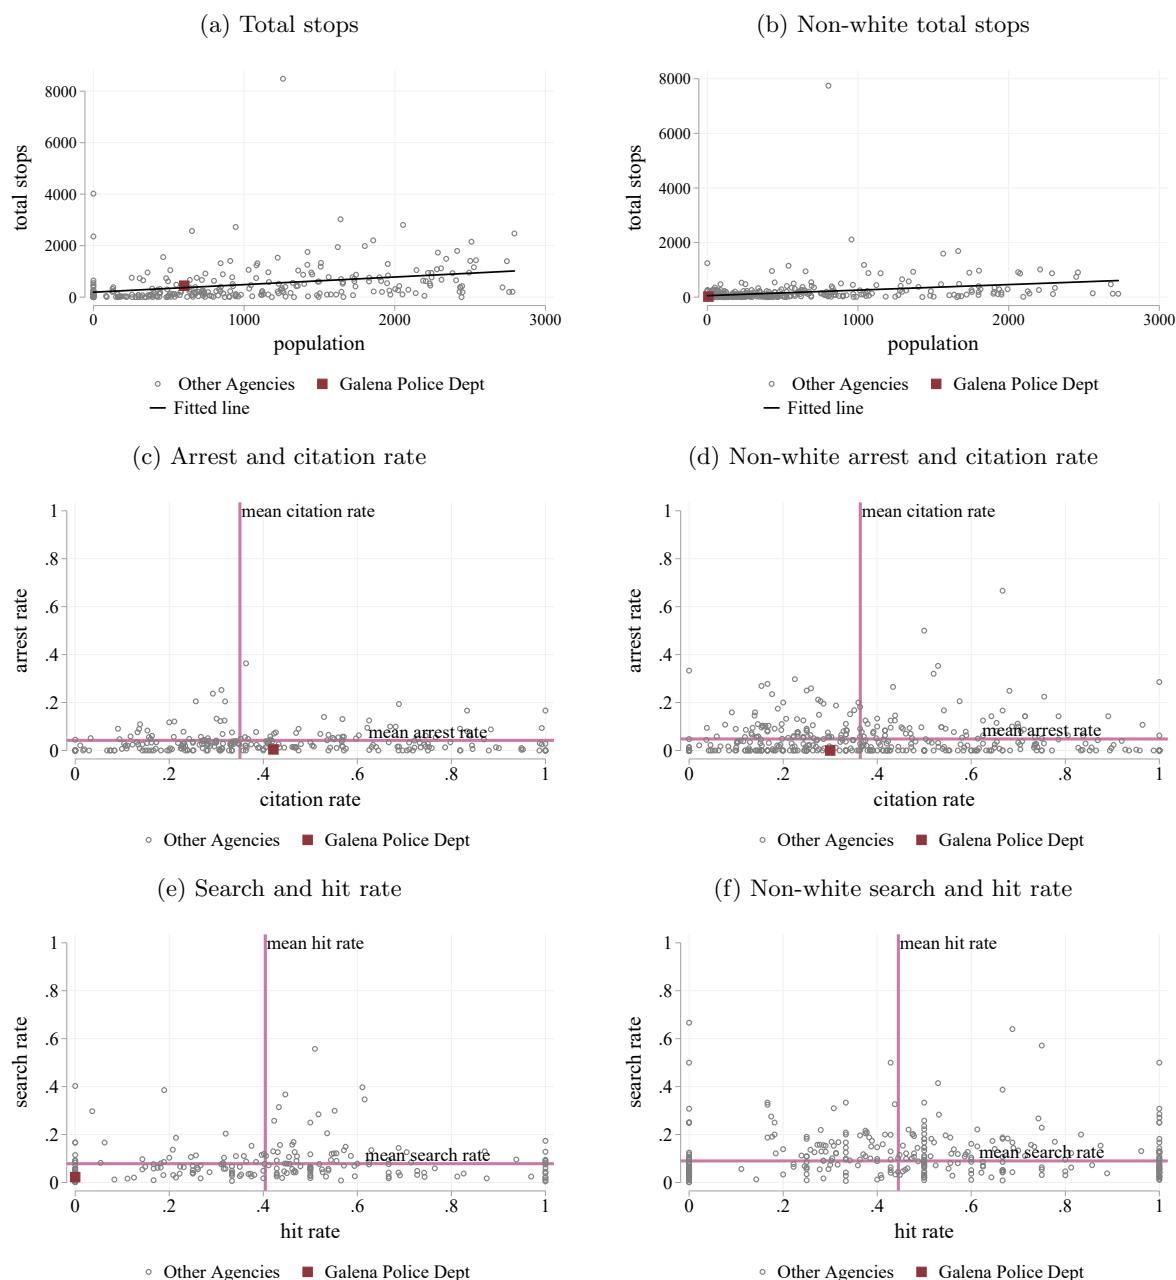 (a) Total stops
(b) Non-white total stops
total stops
8000
6000
4000
2000
0
0 1000 2000 3000
population
Other Agencies Galena Police Dept
Fitted line
total stops
8000
6000
4000
2000
0
0 1000 2000 3000
population
Other Agencies Galena Police Dept
Fitted line
(c) Arrest and citation rate
(d) Non-white arrest and citation rate
arrest rate
1
.8
.6
.4
.2
0
mean citation rate
mean arrest rate
0 .2 .4 .6 .8 1
citation rate
Other Agencies Galena Police Dept
arrest rate
1
.8
.6
.4
.2
0
mean citation rate
mean arrest rate
0 .2 .4 .6 .8 1
citation rate
Other Agencies Galena Police Dept
(e) Search and hit rate
(f) Non-white search and hit rate
search rate
1
.8
.6
.4
.2
0
mean hit rate
mean search rate
0 .2 .4 .6 .8 1
hit rate
Other Agencies Galena Police Dept
search rate
1
.8
.6
.4
.2
0
mean hit rate
mean search rate
0 .2 .4 .6 .8 1
hit rate
Other Agencies Galena Police Dept